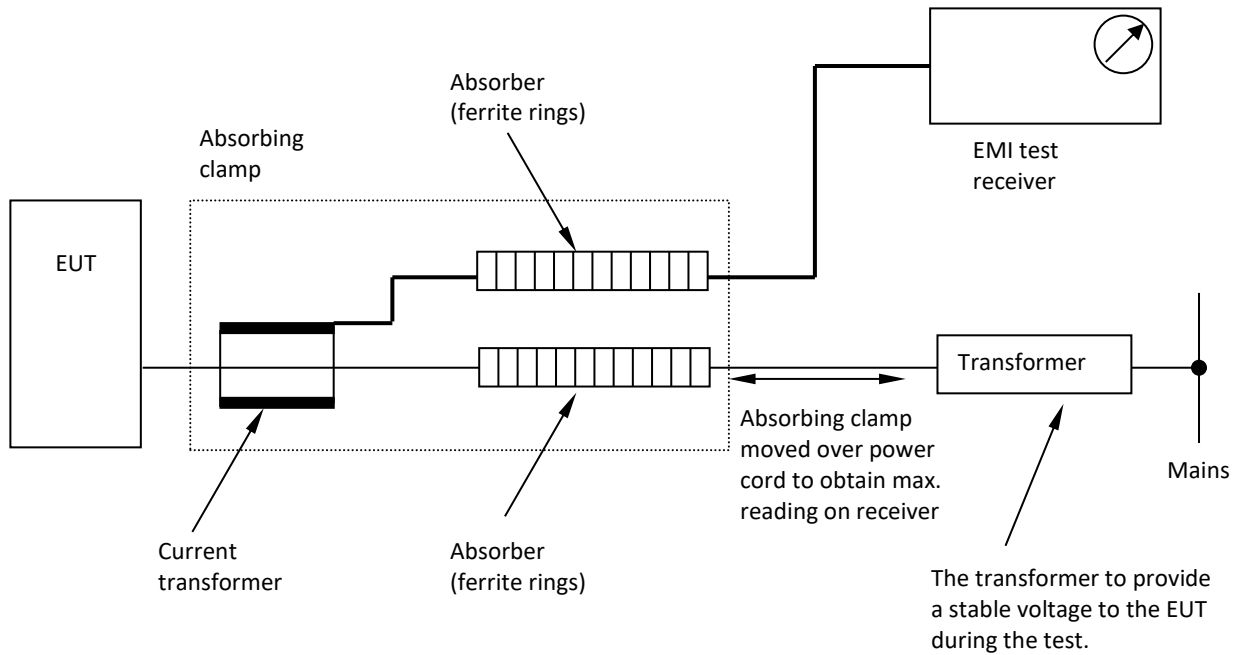 Absorber
(ferrite rings)
Absorbing
clamp
EMI test
receiver
EUT
Transformer
Absorbing clamp
moved over power
cord to obtain max.
reading on receiver
Mains
Current
transformer
Absorber
(ferrite rings)
The transformer to provide
a stable voltage to the EUT
during the test.